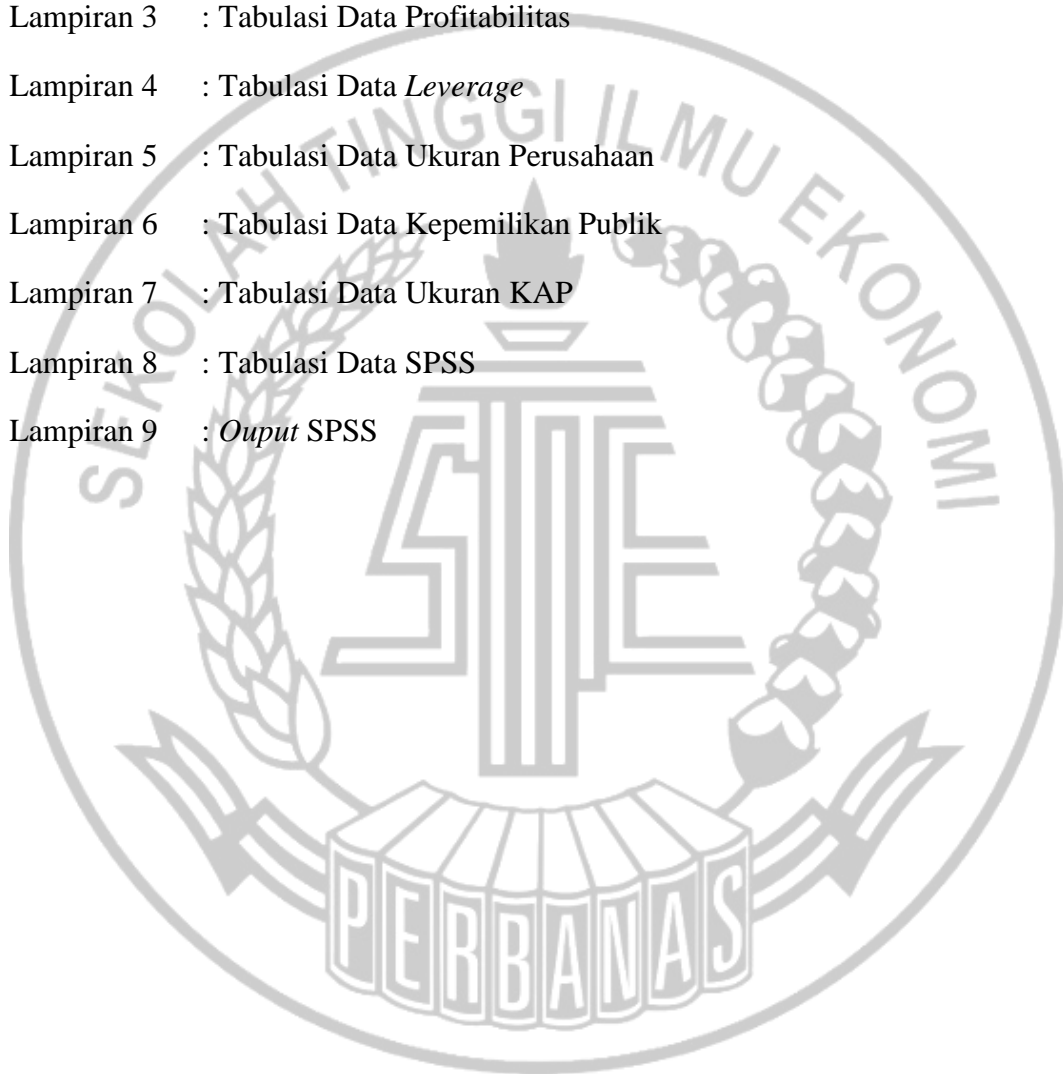 Lampiran 3 : Tabulasi Data Profitabilitas
Lampiran 4 : Tabulasi Data Leverage
Lampiran 5 : Tabulasi Data Ukuran Perusahaan
Lampiran 6 : Tabulasi Data Kepemilikan Publik
Lampiran 7 : Tabulasi Data Ukuran KAP
Lampiran 8 : Tabulasi Data SPSS
Lampiran 9 : Ouput SPSS
SEKOLAH TINGGI ILMU EKONOMI
STIE
PERBANAS